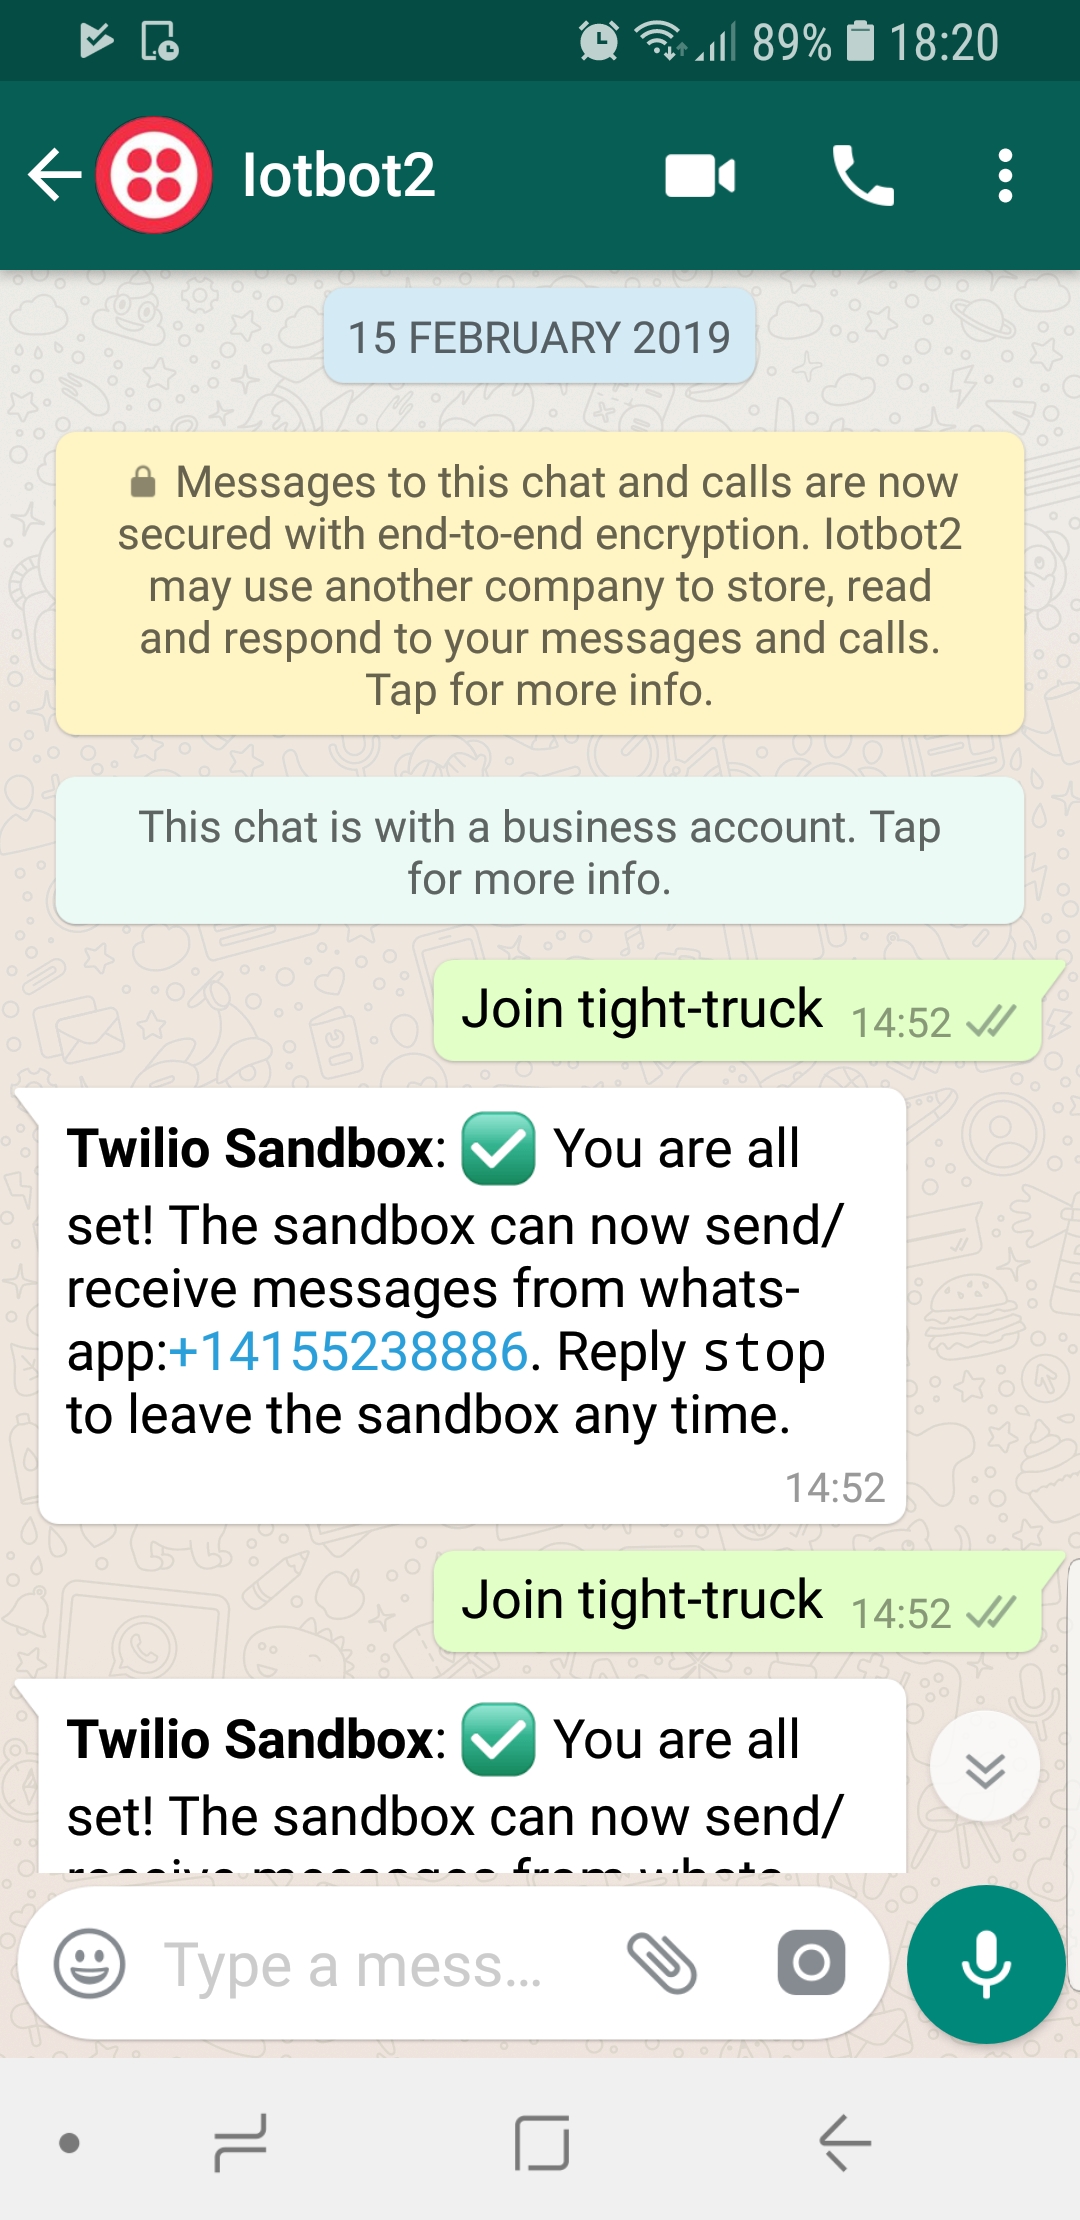 89% 18:20
Iotbot2
15 FEBRUARY 2019
Messages to this chat and calls are now
secured with end-to-end encryption. Iotbot2
may use another company to store, read
and respond to your messages and calls.
Tap for more info.
This chat is with a business account. Tap
for more info.
Join tight-truck 14:52
Twilio Sandbox: ✅ You are all
set! The sandbox can now send/
receive messages from whats-
app:+14155238886. Reply stop
to leave the sandbox any time.
14:52
Join tight-truck 14:52
Twilio Sandbox: ✅ You are all
set! The sandbox can now send/
receive messages from whats-
Type a mess...